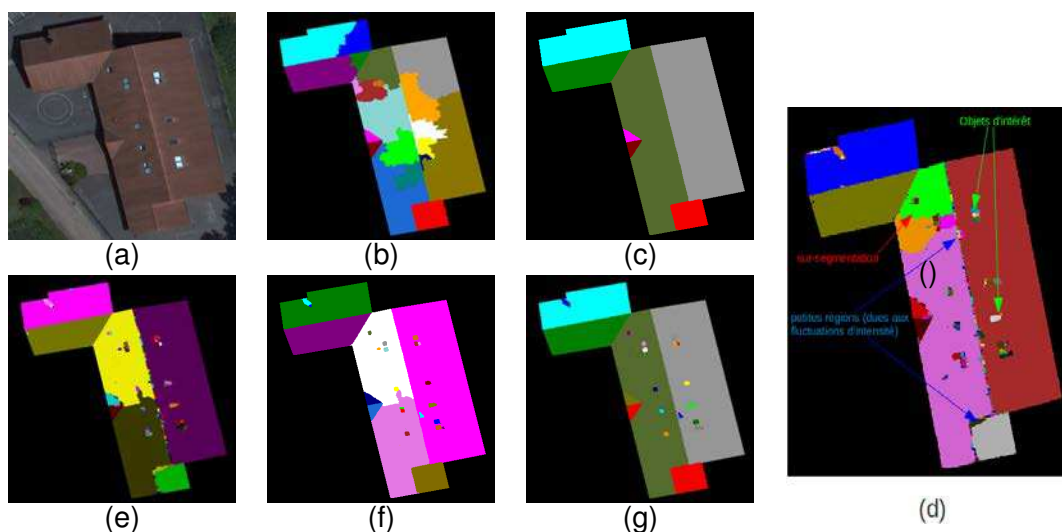 (a)
(b)
(c)
Objets d'intérêt
sur-segmentation
()
petites régions (dues aux
fluctuations d'intensité)
(e)
(f)
(g)
(d)